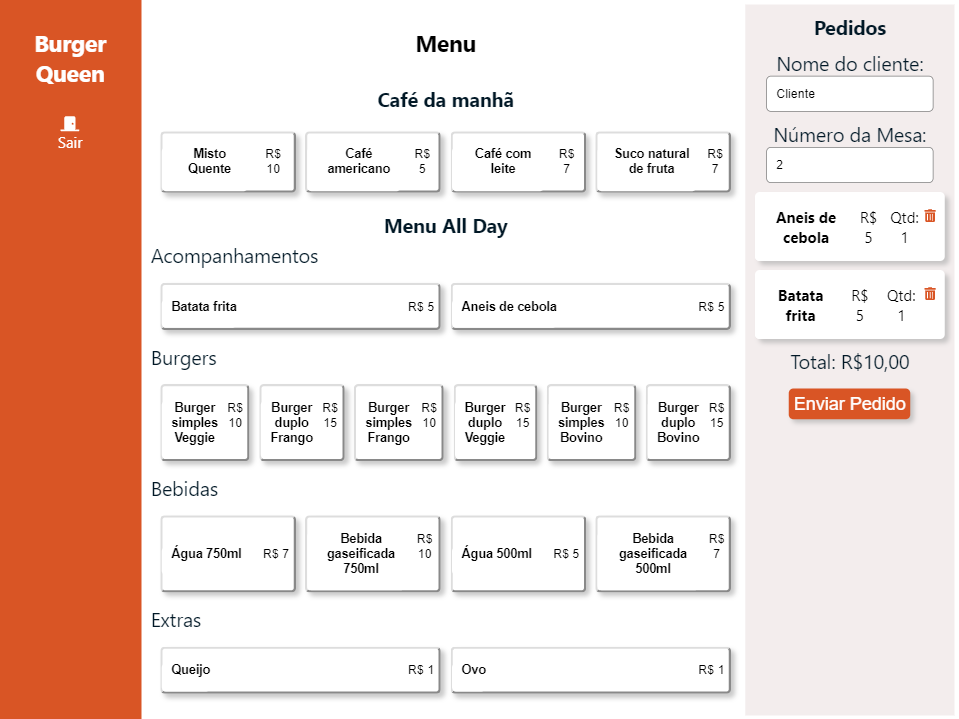 Burger
Queen
Sair
Menu
Café da manhã
Misto
Quente
R$
10
Café
americano
R$
5
Café com
leite
R$
7
Suco natural
de fruta
R$
7
Menu All Day
Acompanhamentos
Batata frita
R$ 5
Aneis de cebola
R$ 5
Burgers
Burger
simples
Veggie
R$
10
Burger
duplo
Frango
R$
15
Burger
simples
Frango
R$
10
Burger
duplo
Veggie
R$
15
Burger
simples
Bovino
R$
10
Burger
duplo
Bovino
R$
15
Bebidas
Água 750ml
R$ 7
Bebida
gaseificada
750ml
R$
10
Água 500ml
R$ 5
Bebida
gaseificada
500ml
R$
7
Extras
Queijo
R$ 1
Ovo
R$ 1
Pedidos
Nome do cliente:
Cliente
Número da Mesa:
2
Aneis de
cebola
R$
5
Qtd:
1
Batata
frita
R$
5
Qtd:
1
Total: R$10,00
Enviar Pedido